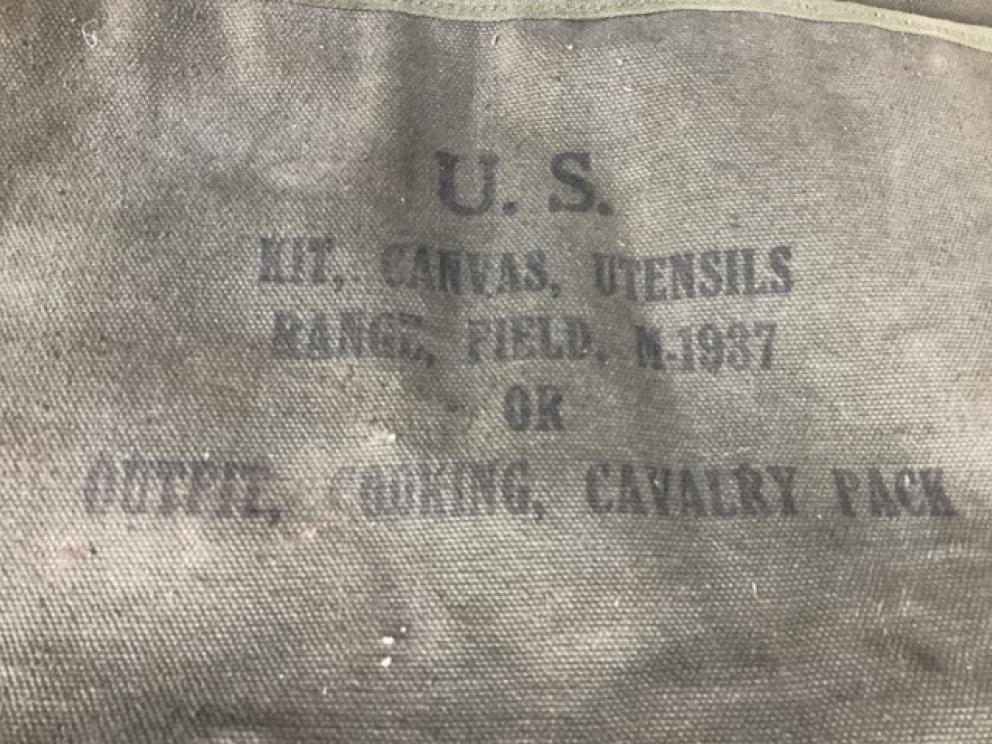 U. S.
KIT, CANVAS, UTENSILS
RANGE, FIELD, M-1937
OR
OUTFIT, COOKING, CAVALRY PACK